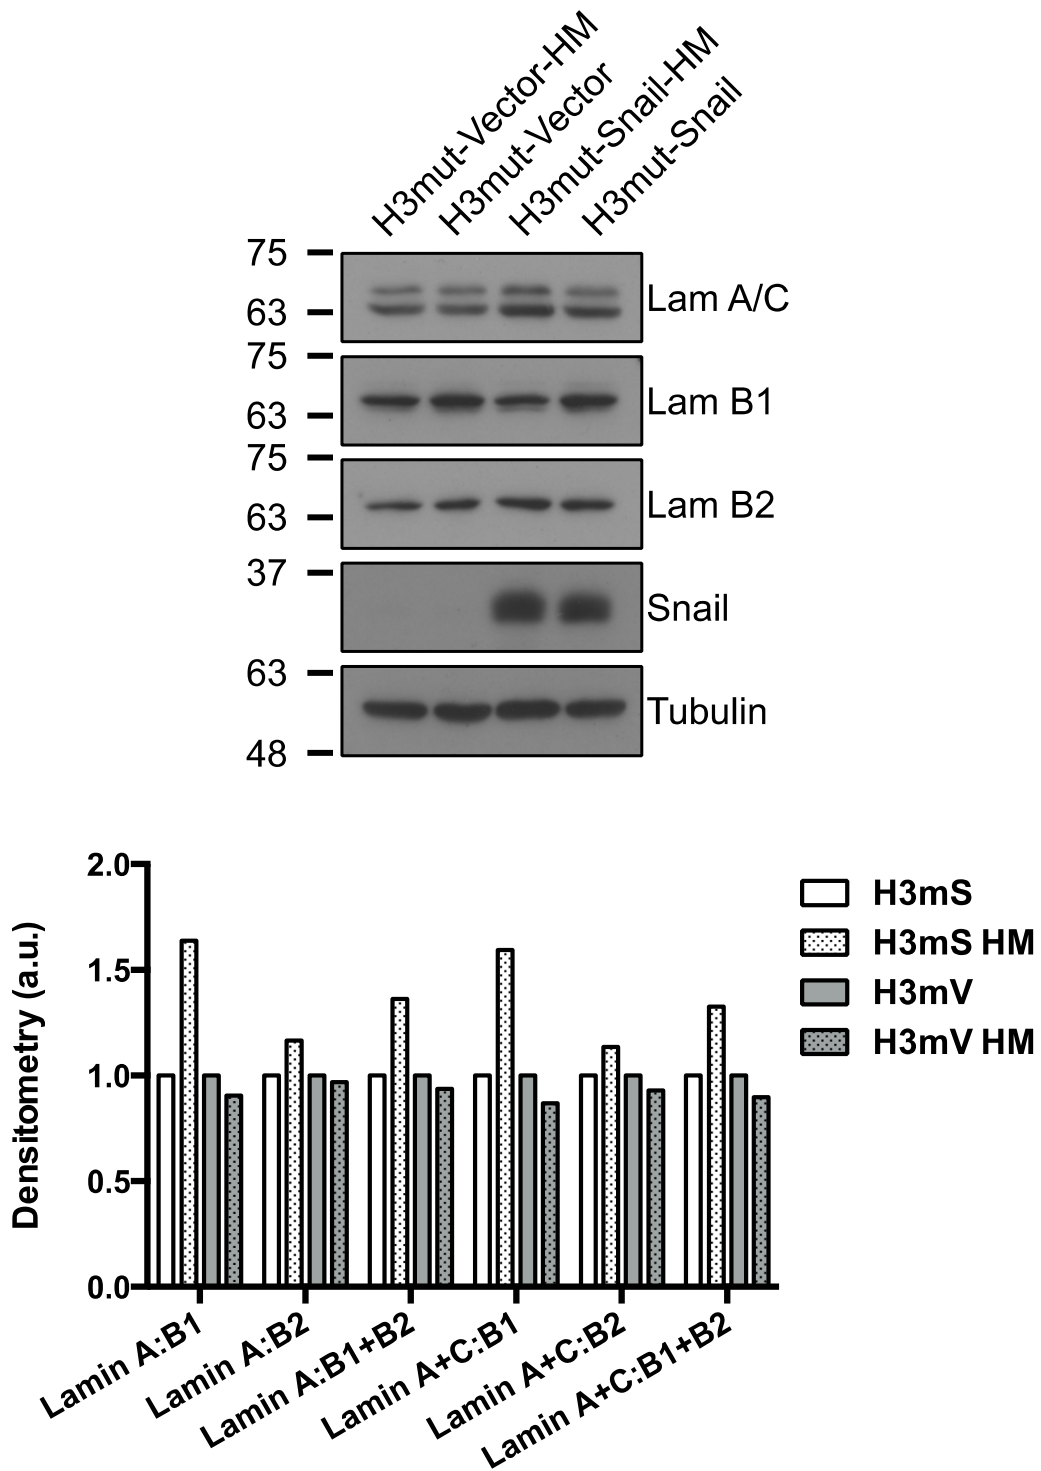 H3mut-Vector-HM
H3mut-Vector
H3mut-Snail-HM
H3mut-Snail
75
63
Lam A/C
75
63
Lam B1
75
63
Lam B2
37
Snail
63
48
Tubulin
2.0
1.5
1.0
0.5
0.0
Densitometry (a.u.)
H3mS
H3mS HM
H3mV
H3mV HM
Lamin A:B1
Lamin A:B2
Lamin A:B1+B2
Lamin A+C:B1
Lamin A+C:B2
Lamin A+C:B1+B2